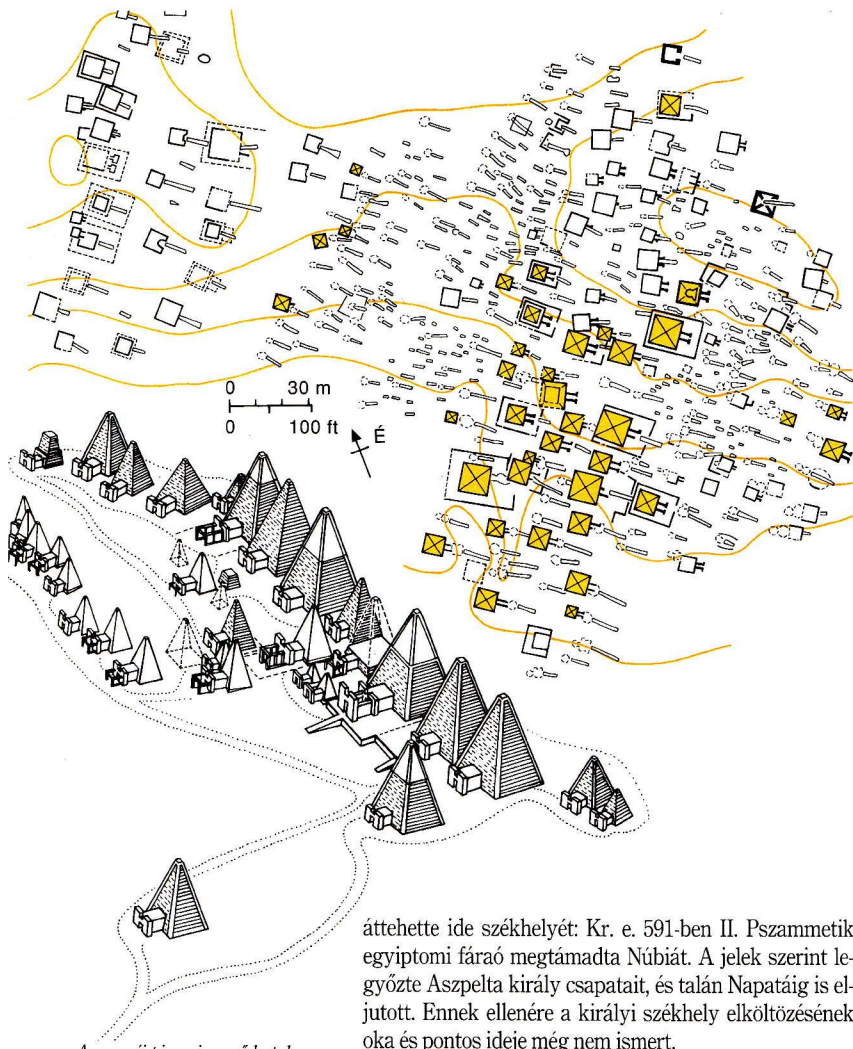 0 30 m
0 100 ft
É
áttehette ide székhelyét: Kr. e. 591-ben II. Pszammetik
egyiptomi fáraó megtámadta Núbiát. A jelek szerint le-
győzte Aszpelta király csapatait, és talán Napatáig is el-
jutott. Ennek ellenére a királyi székhely elköltözésének
oka és pontos ideje még nem ismert.